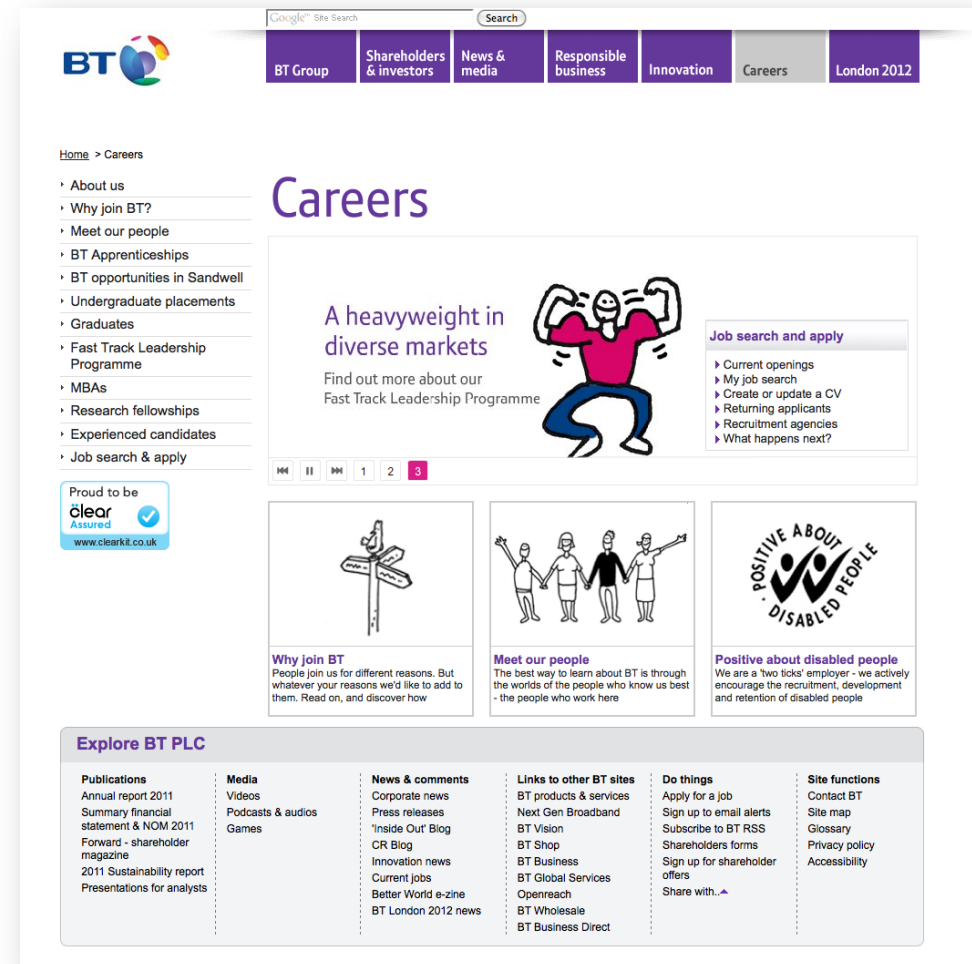 Google™ Site Search
Search
BT
BT Group
Shareholders
& investors
News &
media
Responsible
business
Innovation
Careers
London 2012
Home > Careers
About us
Why join BT?
Meet our people
BT Apprenticeships
BT opportunities in Sandwell
Undergraduate placements
Graduates
Fast Track Leadership
Programme
MBAs
Research fellowships
Experienced candidates
Job search & apply
Proud to be
clear
Assured
www.clearkit.co.uk
Careers
A heavyweight in
diverse markets
Find out more about our
Fast Track Leadership Programme
Job search and apply
Current openings
My job search
Create or update a CV
Returning applicants
Recruitment agencies
What happens next?
1
2
3
POSITIVE ABOUT
DISABLED PEOPLE
Why join BT
People join us for different reasons. But
whatever your reasons we'd like to add to
them. Read on, and discover how
Meet our people
The best way to learn about BT is through
the worlds of the people who know us best
- the people who work here
Positive about disabled people
We are a 'two ticks' employer - we actively
encourage the recruitment, development
and retention of disabled people
Explore BT PLC
Publications
Annual report 2011
Summary financial
statement & NOM 2011
Forward - shareholder
magazine
2011 Sustainability report
Presentations for analysts
Media
Videos
Podcasts & audios
Games
News & comments
Corporate news
Press releases
'Inside Out' Blog
CR Blog
Innovation news
Current jobs
Better World e-zine
BT London 2012 news
Links to other BT sites
BT products & services
Next Gen Broadband
BT Vision
BT Shop
BT Business
BT Global Services
Openreach
BT Wholesale
BT Business Direct
Do things
Apply for a job
Sign up to email alerts
Subscribe to BT RSS
Shareholders forms
Sign up for shareholder
offers
Share with..
Site functions
Contact BT
Site map
Glossary
Privacy policy
Accessibility